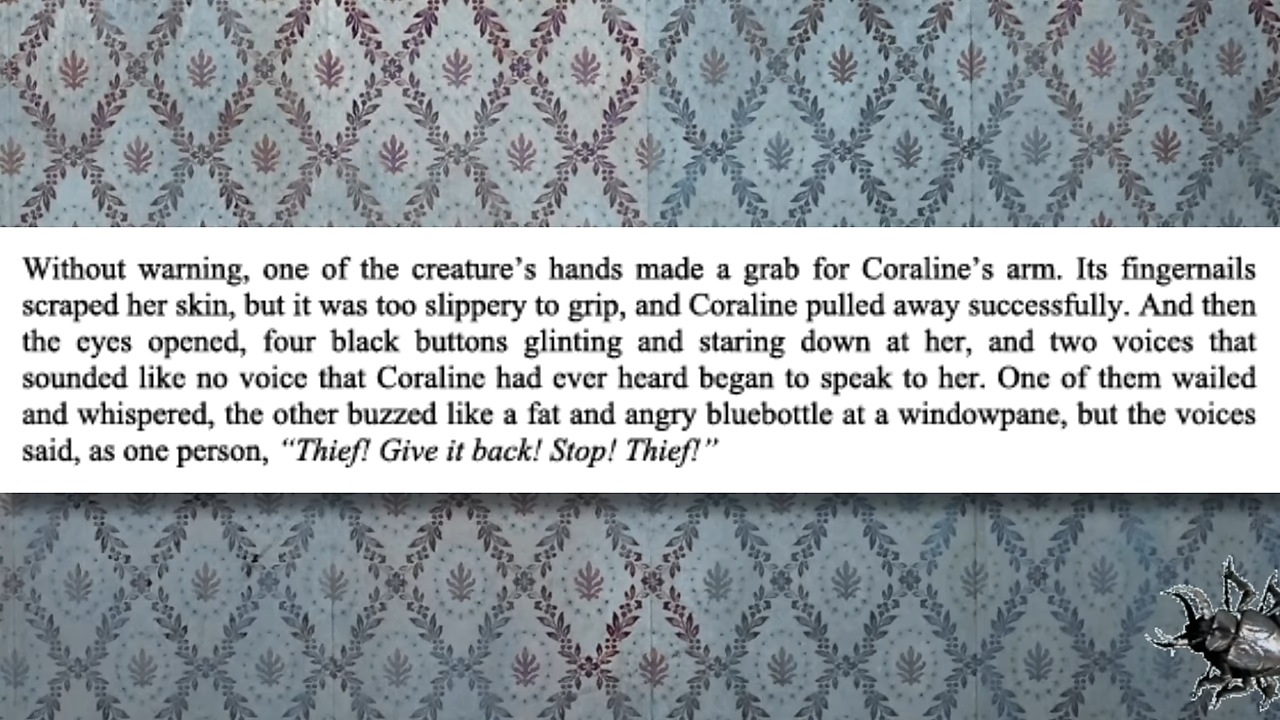 Without warning, one of the creature’s hands made a grab for Coraline’s arm. Its fingernails
scraped her skin, but it was too slippery to grip, and Coraline pulled away successfully. And then
the eyes opened, four black buttons glinting and staring down at her, and two voices that
sounded like no voice that Coraline had ever heard began to speak to her. One of them wailed
and whispered, the other buzzed like a fat and angry bluebottle at a windowpane, but the voices
said, as one person, “Thief! Give it back! Stop! Thief!”